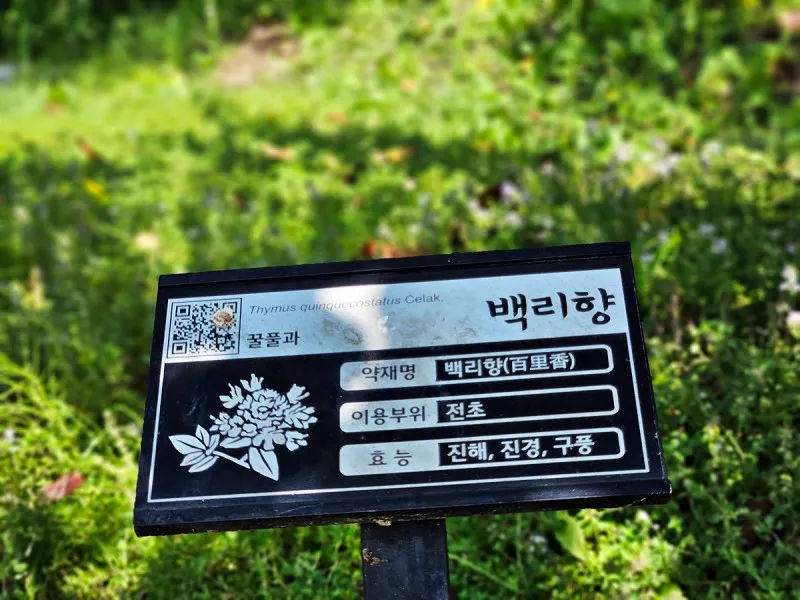 Thymus quinquecostatus Celak.
백리향
꿀풀과
약재명 백리향(百里香)
이용부위 전초
효능 진해, 진경, 구풍